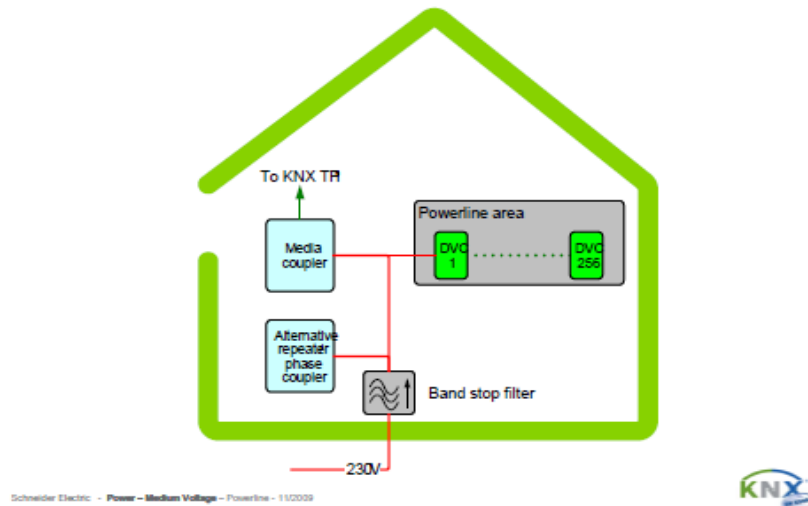 To KNX TP1
Powerline area
Media
coupler
DVC
1
DVC
256
Alternative
repeater
phase
coupler
Band stop filter
230V
Schneider Electric - Power – Medium Voltage – Powerline - 11/2009
KNX